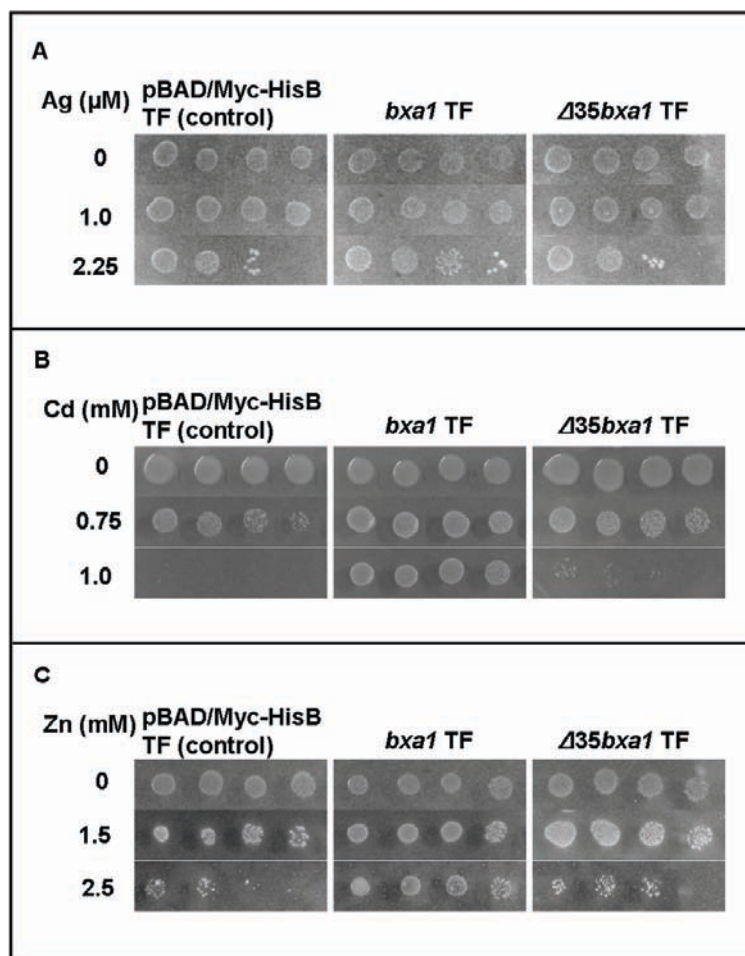 A
Ag (µM)
pBAD/Myc-HisB
TF (control)
bxa1 TF
Δ35bxa1 TF
0
1.0
2.25
B
Cd (mM)
pBAD/Myc-HisB
TF (control)
bxa1 TF
Δ35bxa1 TF
0
0.75
1.0
C
Zn (mM)
pBAD/Myc-HisB
TF (control)
bxa1 TF
Δ35bxa1 TF
0
1.5
2.5